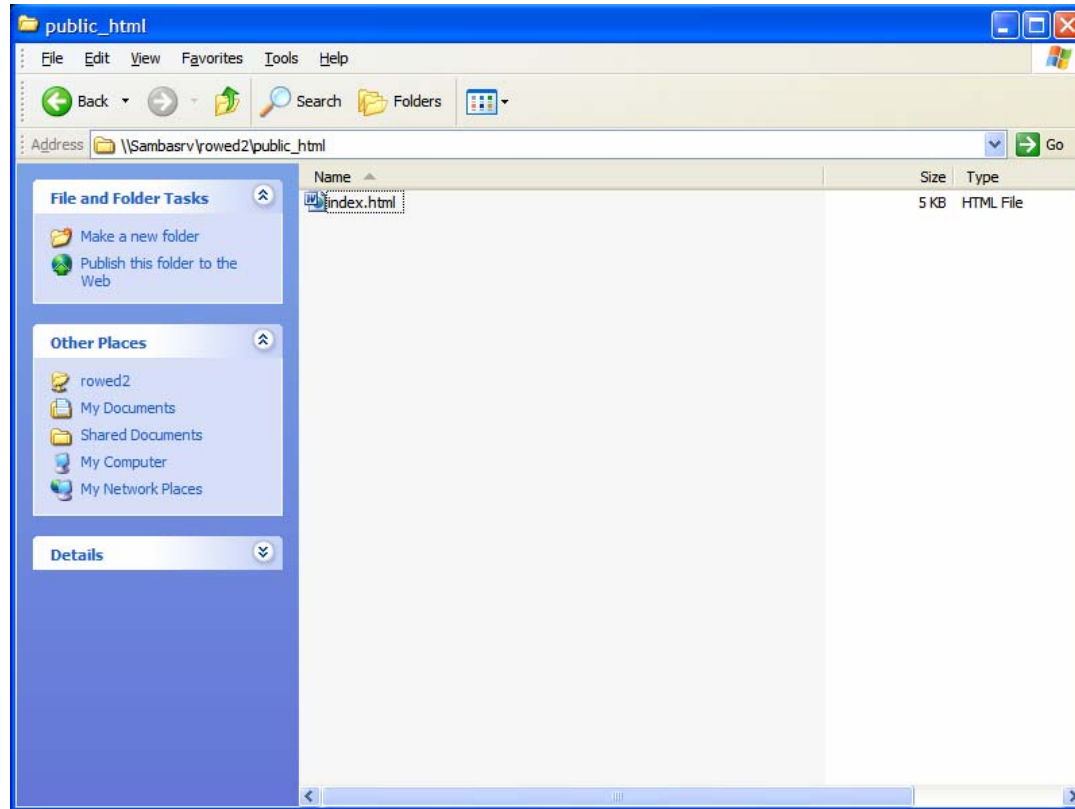 public_html
File Edit View Favorites Tools Help
Back Search Folders
Address \\Sambasrv\rowed2\public_html Go
Name Size Type
index.html 5 KB HTML File
File and Folder Tasks
Make a new folder
Publish this folder to the
Web
Other Places
rowed2
My Documents
Shared Documents
My Computer
My Network Places
Details